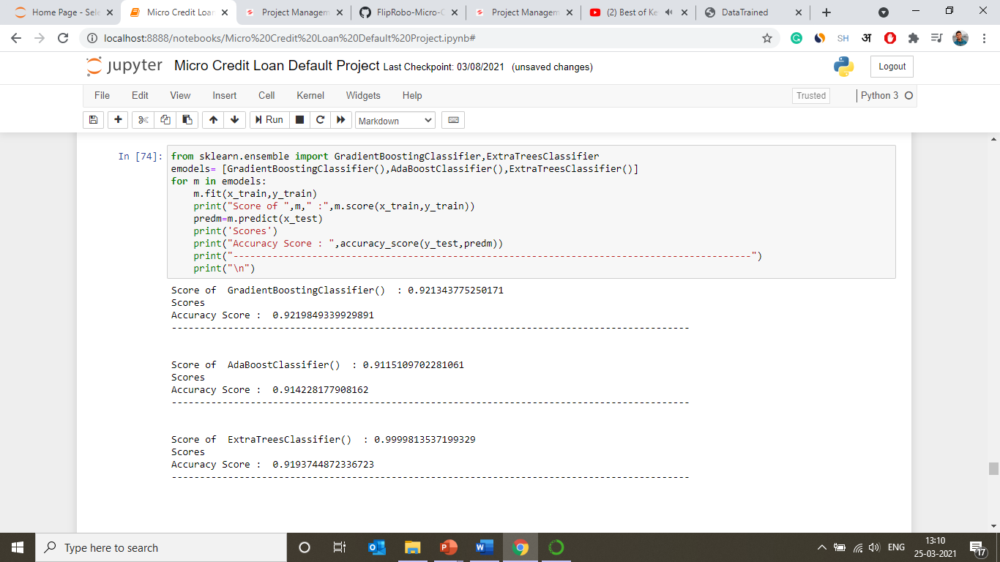 Home Page - Sele
Micro Credit Loan
Project Managem
FlipRobo-Micro-C
Project Managem
(2) Best of Ke
DataTrained
localhost:8888/notebooks/Micro%20Credit%20Loan%20Default%20Project.ipynb#
SH
अ
jupyter Micro Credit Loan Default Project Last Checkpoint: 03/08/2021 (unsaved changes)
Logout
File Edit View Insert Cell Kernel Widgets Help
Trusted
Python 3
Run
Markdown
In [74]:
from sklearn.ensemble import GradientBoostingClassifier,ExtraTreesClassifier
emodels= [GradientBoostingClassifier(),AdaBoostClassifier(),ExtraTreesClassifier()]
for m in emodels:
    m.fit(x_train,y_train)
    print("Score of ",m," :",m.score(x_train,y_train))
    predm=m.predict(x_test)
    print('Scores')
    print("Accuracy Score : ",accuracy_score(y_test,predm))
    print("--------------------------------------------------------------------------------------------")
    print("\n")
Score of  GradientBoostingClassifier()  : 0.921343775250171
Scores
Accuracy Score :  0.9219849339929891
--------------------------------------------------------------------------------------------
Score of  AdaBoostClassifier()  : 0.9115109702281061
Scores
Accuracy Score :  0.914228177908162
--------------------------------------------------------------------------------------------
Score of  ExtraTreesClassifier()  : 0.9999813537199329
Scores
Accuracy Score :  0.9193744872336723
--------------------------------------------------------------------------------------------
Type here to search
ENG
13:10
25-03-2021
17